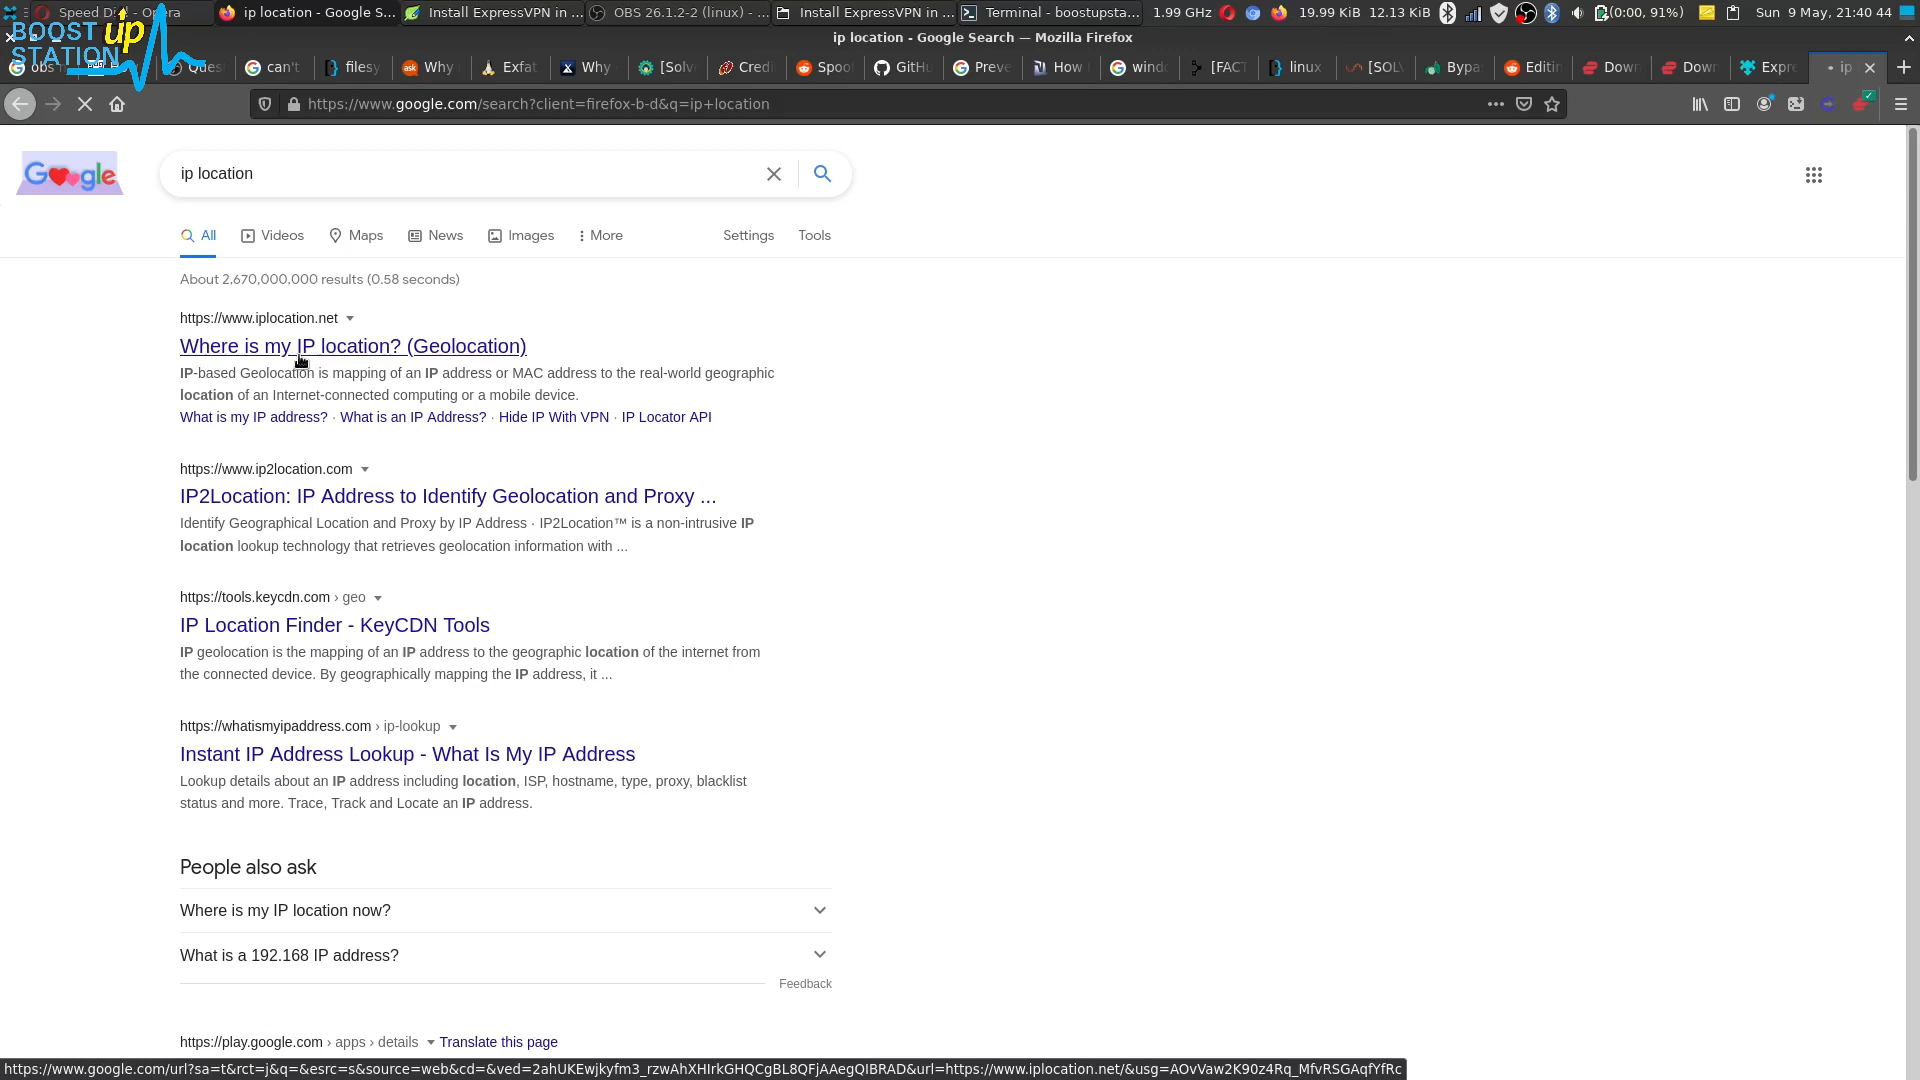 Speed Di l - Opera
ip location - Google S...
Install ExpressVPN in ...
OBS 26.1.2-2 (linux) - ...
Install ExpressVPN in ...
Terminal - boostupsta...
1.99 GHz
19.99 KiB 12.13 KiB
(0:00, 91%)
Sun 9 May, 21:40 44
BOOST up
STATION
ip location - Google Search — Mozilla Firefox
obs
Ques
can't
filesy
Why
Exfat
Why
[Solv
Credi
Spoo
GitHu
Preve
How
wind
[FACT
linux
[SOLV
Bypa
Editin
Down
Down
Expre
ip
https://www.google.com/search?client=firefox-b-d&q=ip+location
Google
ip location
All
Videos
Maps
News
Images
More
Settings
Tools
About 2,670,000,000 results (0.58 seconds)
https://www.iplocation.net
Where is my IP location? (Geolocation)
IP-based Geolocation is mapping of an IP address or MAC address to the real-world geographic
location of an Internet-connected computing or a mobile device.
What is my IP address? · What is an IP Address? · Hide IP With VPN · IP Locator API
https://www.ip2location.com
IP2Location: IP Address to Identify Geolocation and Proxy ...
Identify Geographical Location and Proxy by IP Address · IP2Location™ is a non-intrusive IP
location lookup technology that retrieves geolocation information with ...
https://tools.keycdn.com › geo
IP Location Finder - KeyCDN Tools
IP geolocation is the mapping of an IP address to the geographic location of the internet from
the connected device. By geographically mapping the IP address, it ...
https://whatismyipaddress.com › ip-lookup
Instant IP Address Lookup - What Is My IP Address
Lookup details about an IP address including location, ISP, hostname, type, proxy, blacklist
status and more. Trace, Track and Locate an IP address.
People also ask
Where is my IP location now?
What is a 192.168 IP address?
Feedback
https://play.google.com › apps › details
Translate this page
https://www.google.com/url?sa=t&rct=j&q=&esrc=s&source=web&cd=&ved=2ahUKEwjkyfm3_rzwAhXHIrkGHQCgBL8QFjAAegQIBRAD&url=https://www.iplocation.net/&usg=AOvVaw2K90z4Rq_MfvRSGAqfYfRc